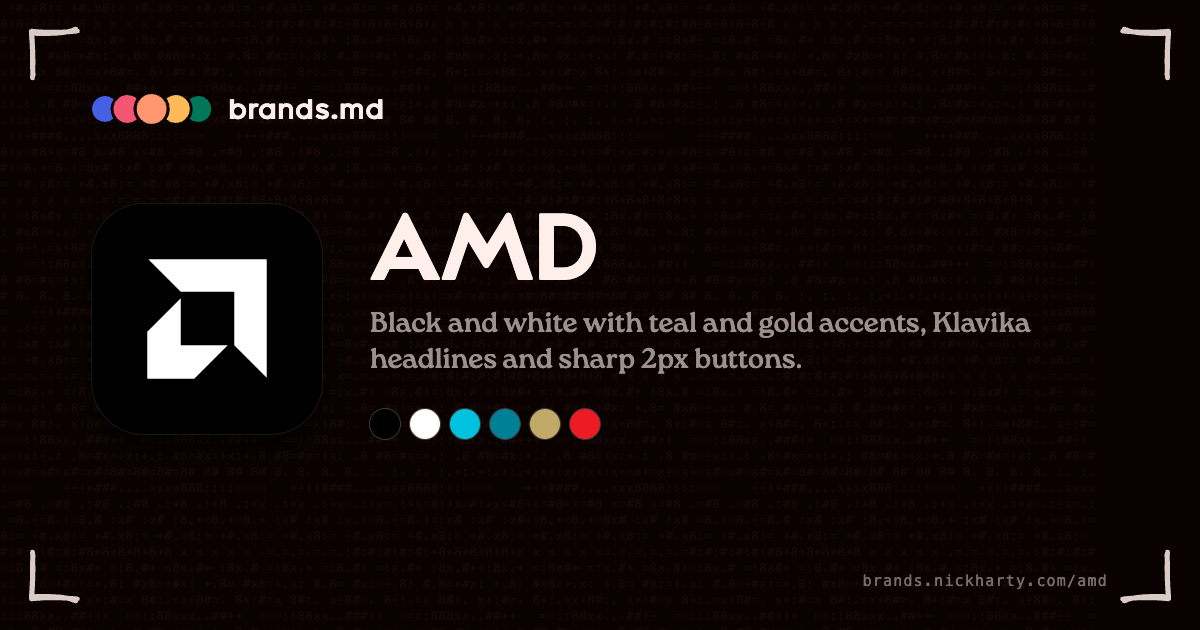 brands.md
AMD
Black and white with teal and gold accents, Klavika
headlines and sharp 2px buttons.
brands.nickharty.com/amd